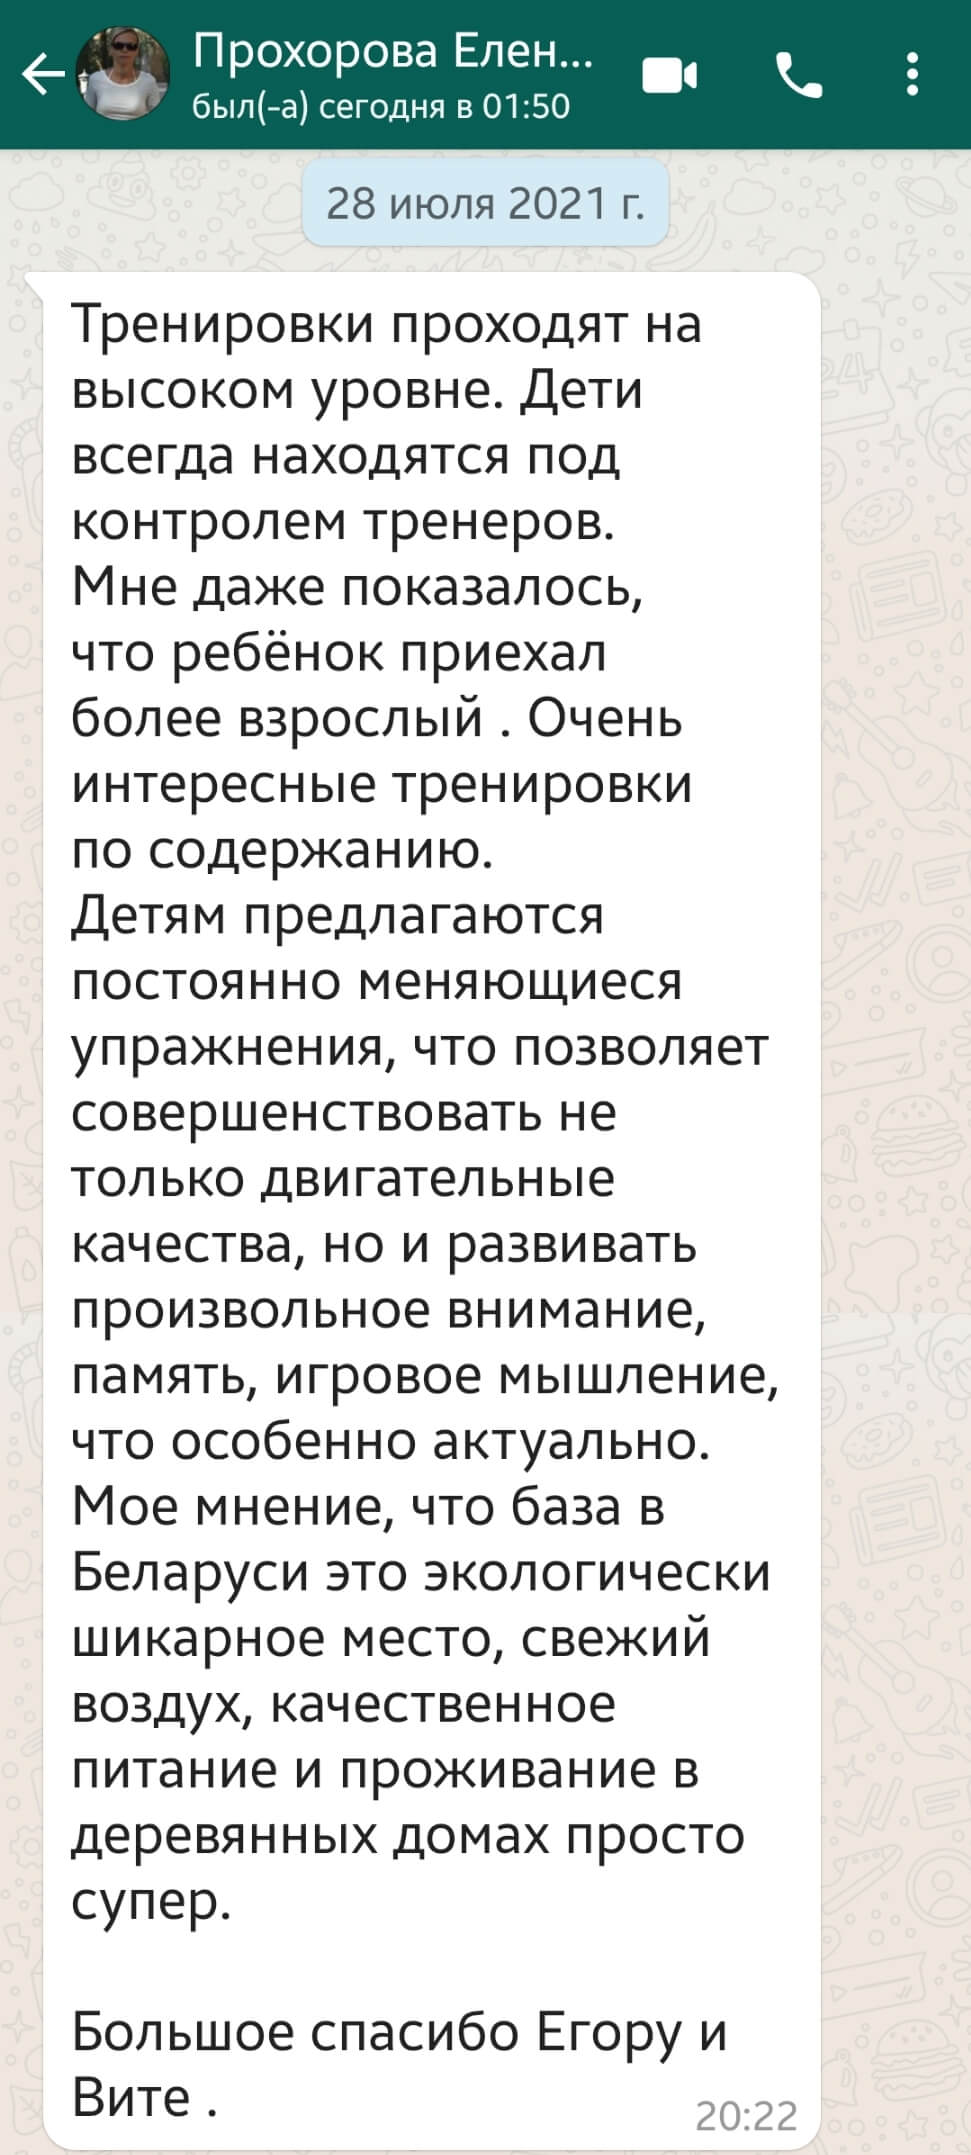 Прохорова Елен...
был(-а) сегодня в 01:50
28 июля 2021 г.
Тренировки проходят на
высоком уровне. Дети
всегда находятся под
контролем тренеров.
Мне даже показалось,
что ребёнок приехал
более взрослый . Очень
интересные тренировки
по содержанию.
Детям предлагаются
постоянно меняющиеся
упражнения, что позволяет
совершенствовать не
только двигательные
качества, но и развивать
произвольное внимание,
память, игровое мышление,
что особенно актуально.
Мое мнение, что база в
Беларуси это экологически
шикарное место, свежий
воздух, качественное
питание и проживание в
деревянных домах просто
супер.
Большое спасибо Егору и
Вите .
20:22